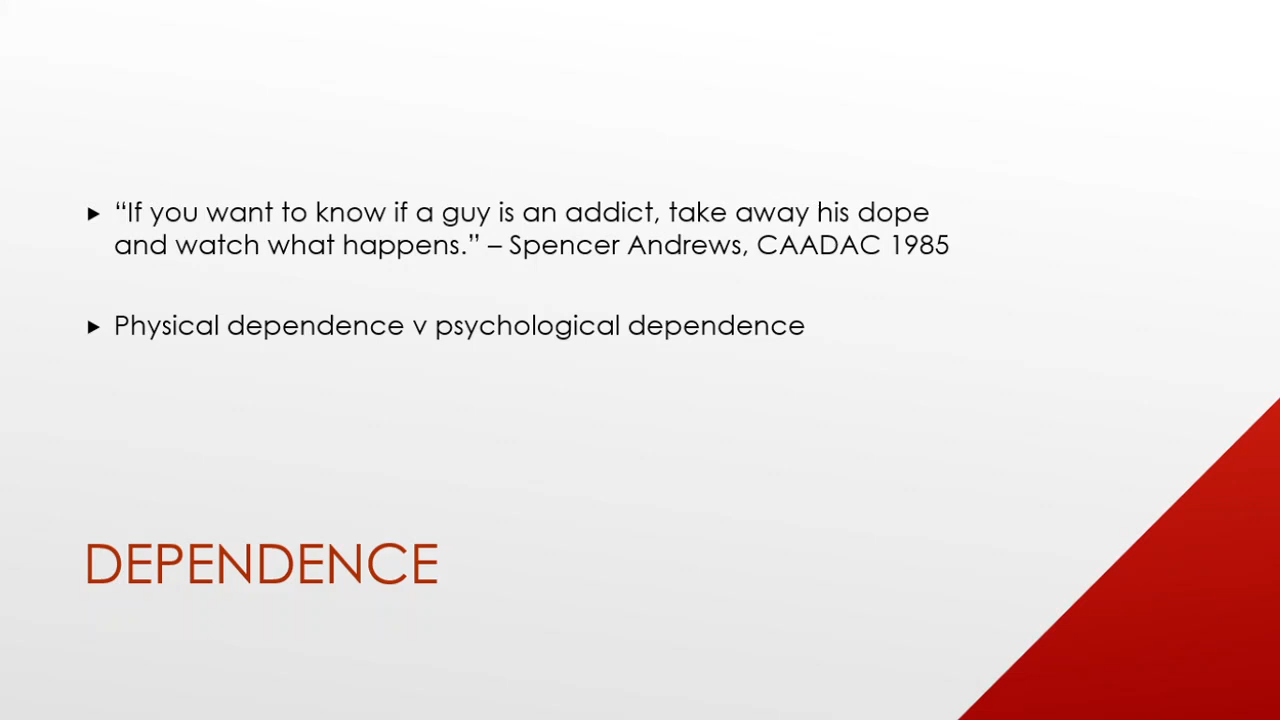 “If you want to know if a guy is an addict, take away his dope
and watch what happens.” – Spencer Andrews, CAADAC 1985
Physical dependence v psychological dependence
DEPENDENCE